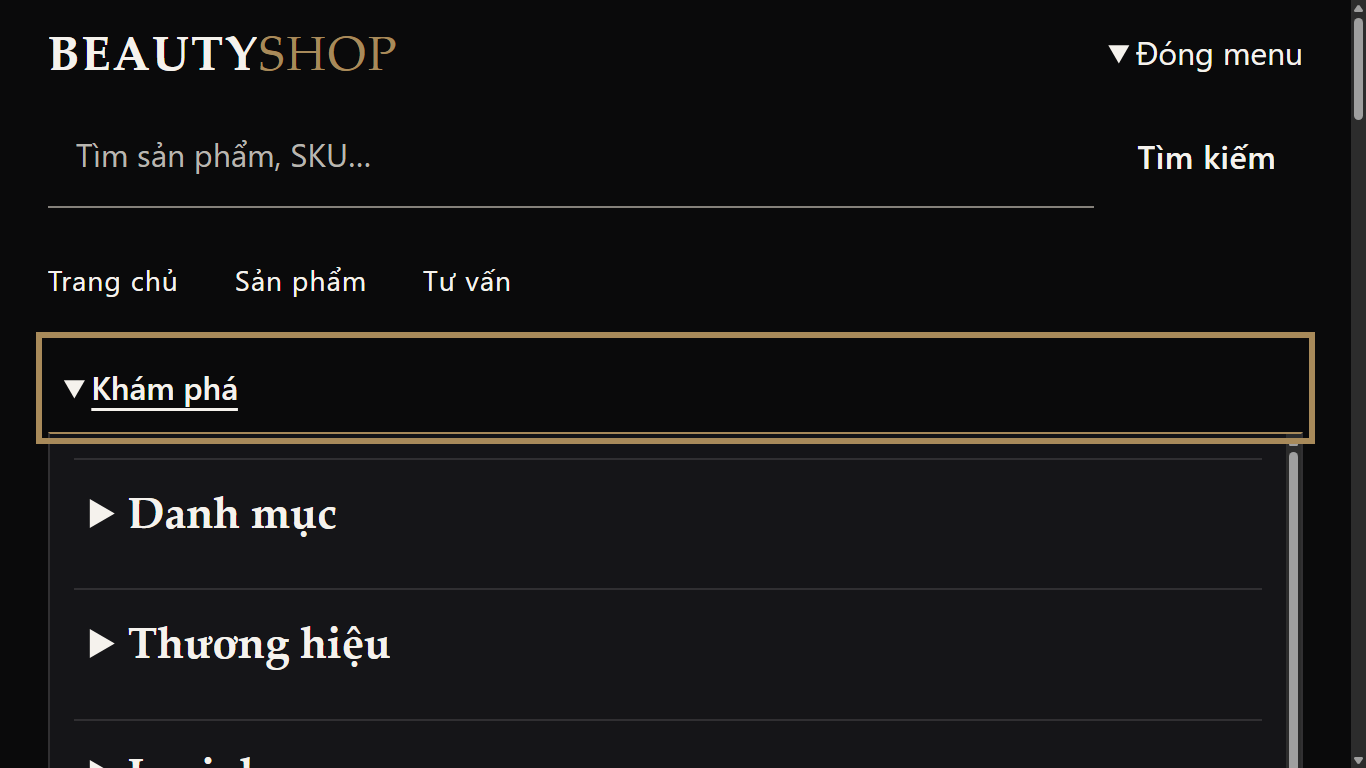 BEAUTYSHOP
Đóng menu
Tìm sản phẩm, SKU...
Tìm kiếm
Trang chủ
Sản phẩm
Tư vấn
Khám phá
Danh mục
Thương hiệu